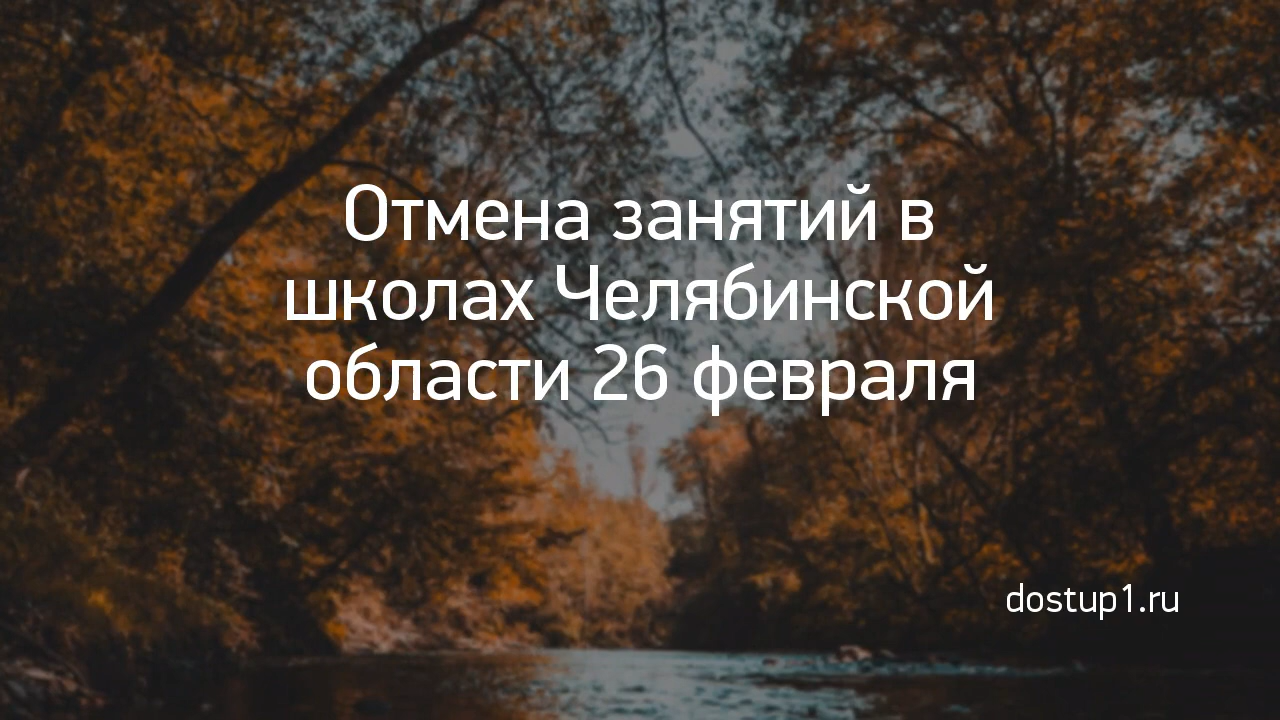 Отмена занятий в
школах Челябинской
области 26 февраля
dostup1.ru